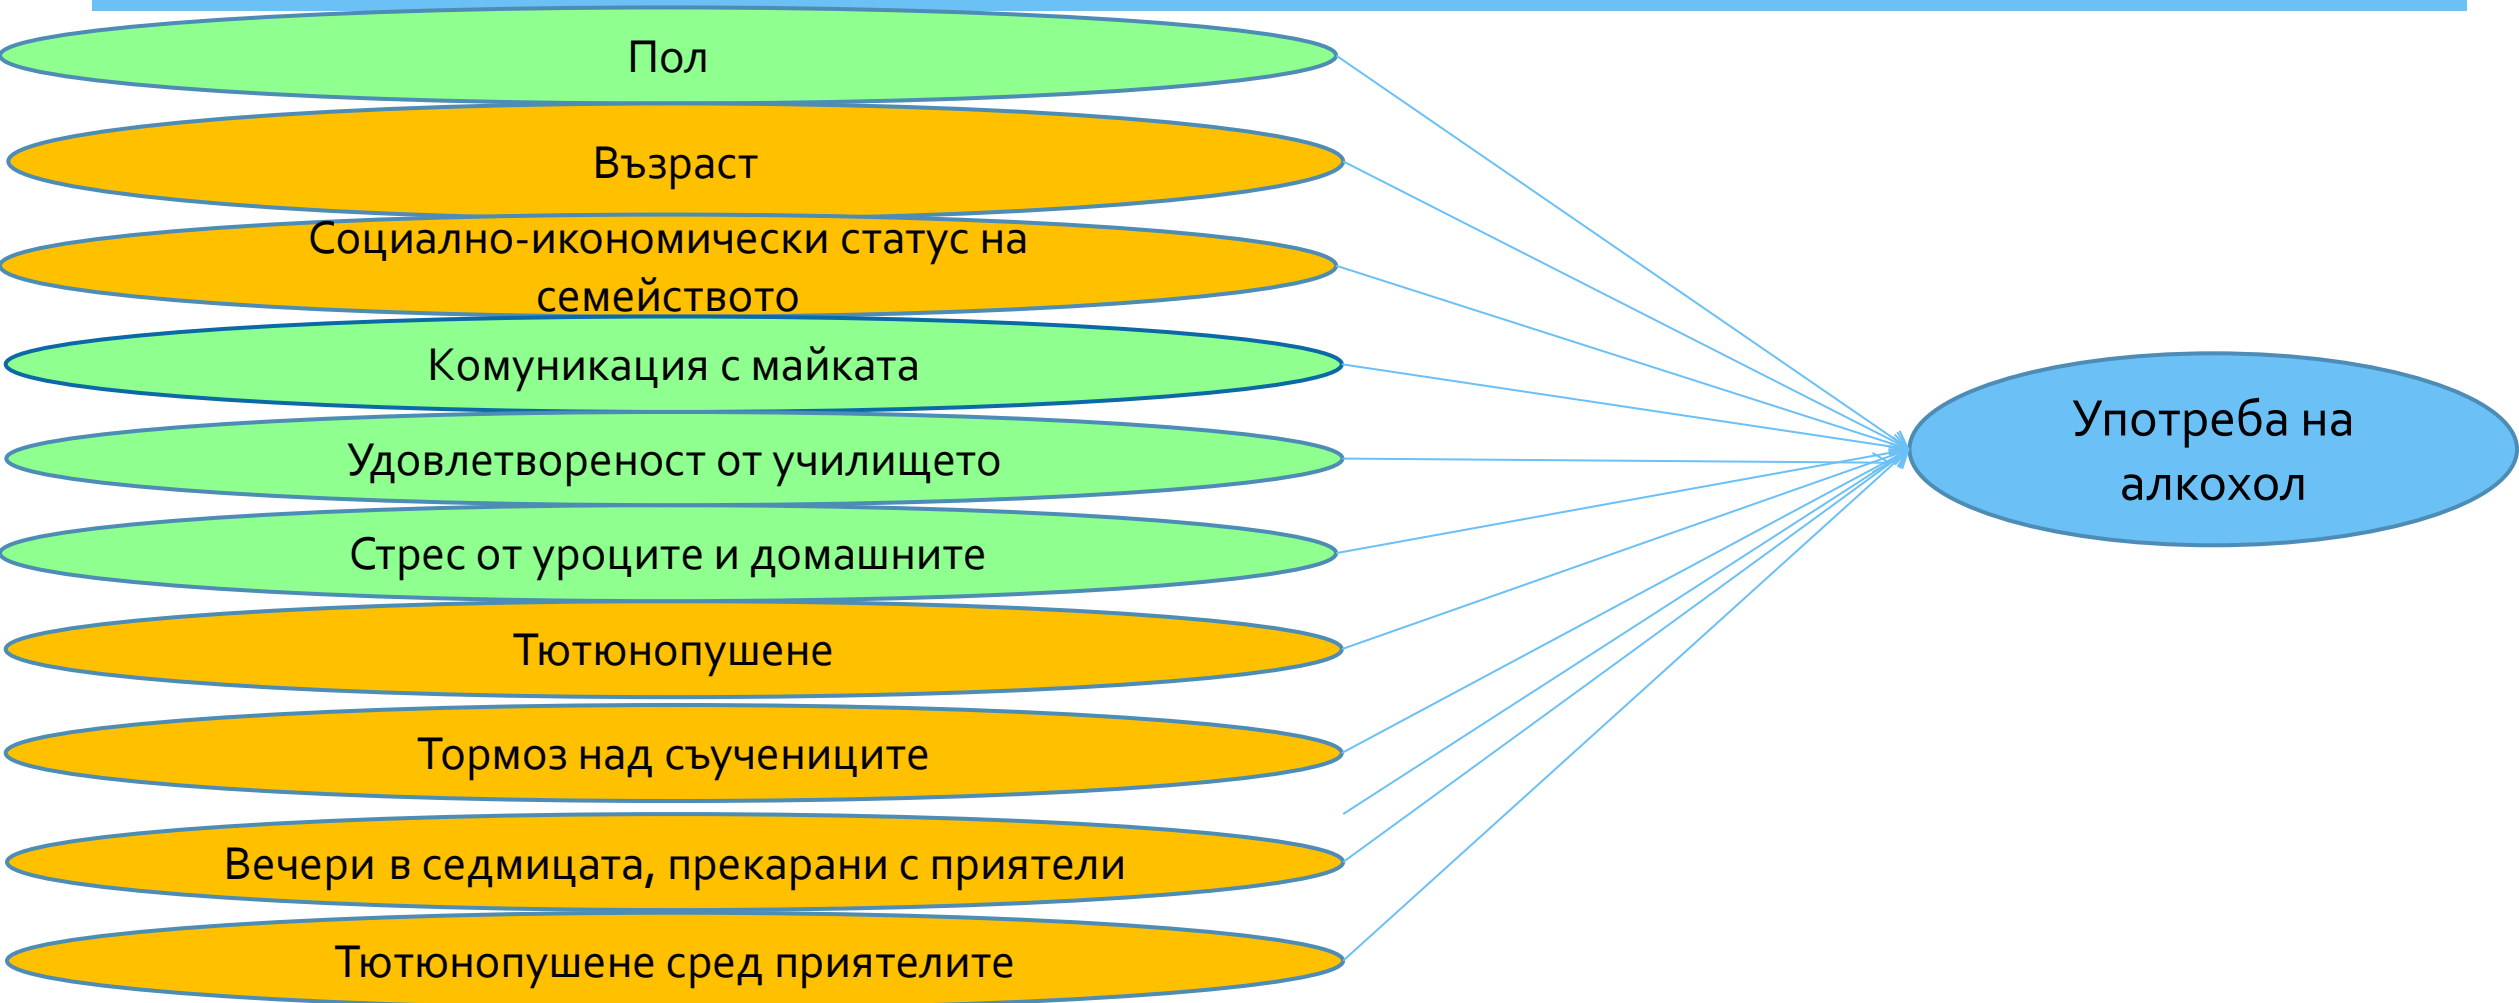 Пол
Възраст
Социално-икономически статус на
семейството
Комуникация с майката
Удовлетвореност от училището
Стрес от уроците и домашните
Тютюнопушене
Тормоз над съучениците
Вечери в седмицата, прекарани с приятели
Тютюнопушене сред приятелите
Употреба на
алкохол